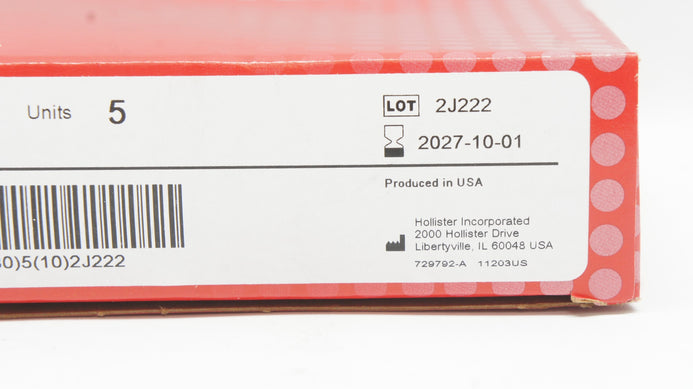 Units 5
LOT 2J222
2027-10-01
Produced in USA
Hollister Incorporated
2000 Hollister Drive
Libertyville, IL 60048 USA
729792-A 11203US
0)5(10)2J222